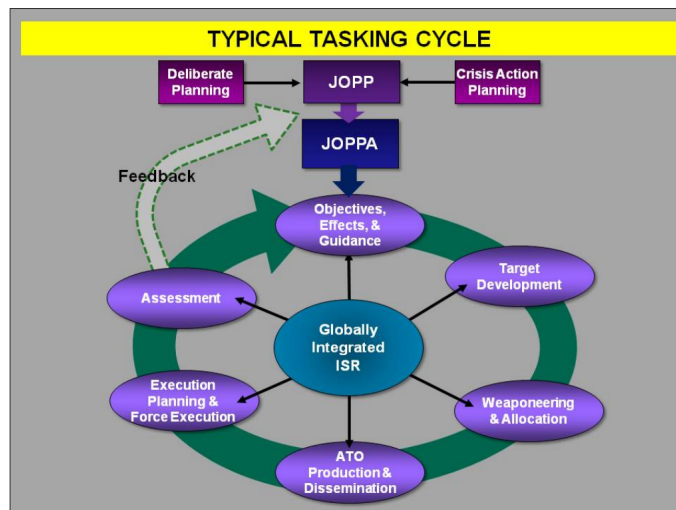 TYPICAL TASKING CYCLE
Deliberate
Planning
JOPP
Crisis Action
Planning
JOPPA
Feedback
Objectives,
Effects, &
Guidance
Target
Development
Assessment
Globally
Integrated
ISR
Execution
Planning &
Force Execution
Weaponeering
& Allocation
ATO
Production &
Dissemination